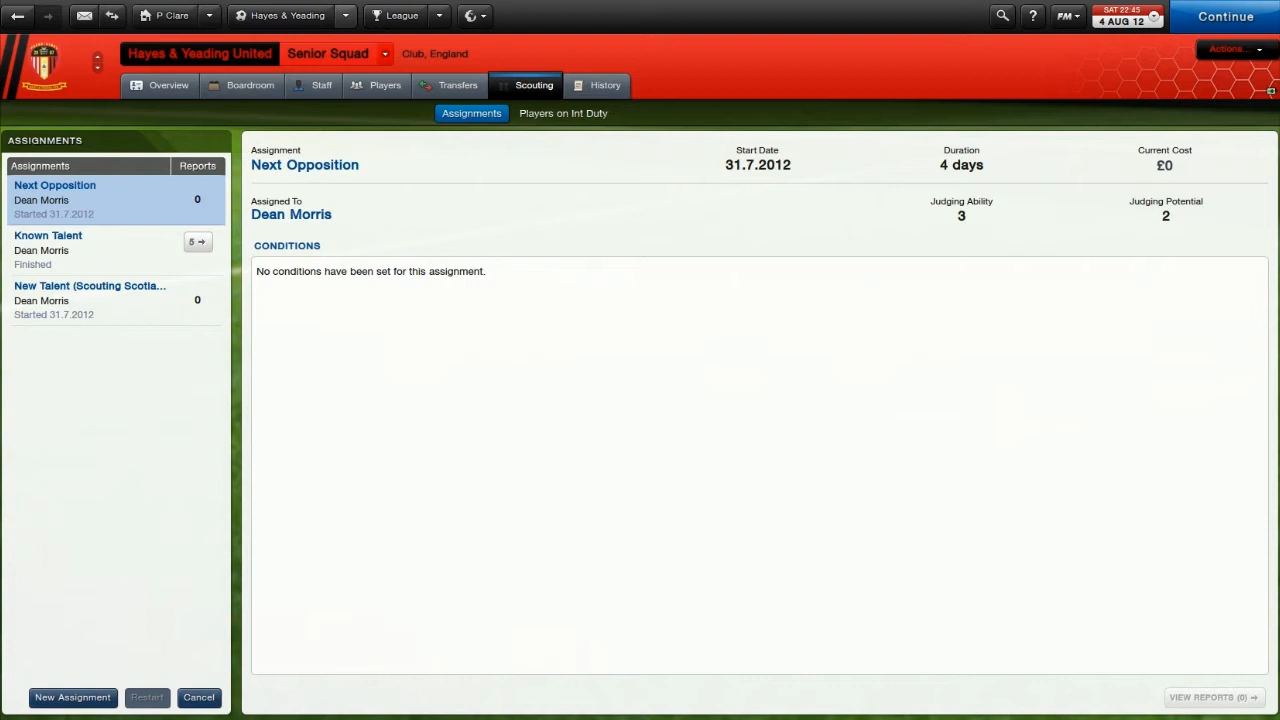 P Clare
Hayes & Yeading
League
?
FM
SAT 22:45
4 AUG 12
Continue
Hayes & Yeading United
Senior Squad
Club, England
Actions...
Overview
Boardroom
Staff
Players
Transfers
Scouting
History
Assignments
Players on Int Duty
ASSIGNMENTS
Assignments Reports
Next Opposition
Dean Morris 0
Started 31.7.2012
Known Talent
Dean Morris 5
Finished
New Talent (Scouting Scotla...
Dean Morris 0
Started 31.7.2012
New Assignment
Restart
Cancel
Assignment
Next Opposition
Start Date
31.7.2012
Duration
4 days
Current Cost
£0
Assigned To
Dean Morris
Judging Ability
3
Judging Potential
2
CONDITIONS
No conditions have been set for this assignment.
VIEW REPORTS (0)